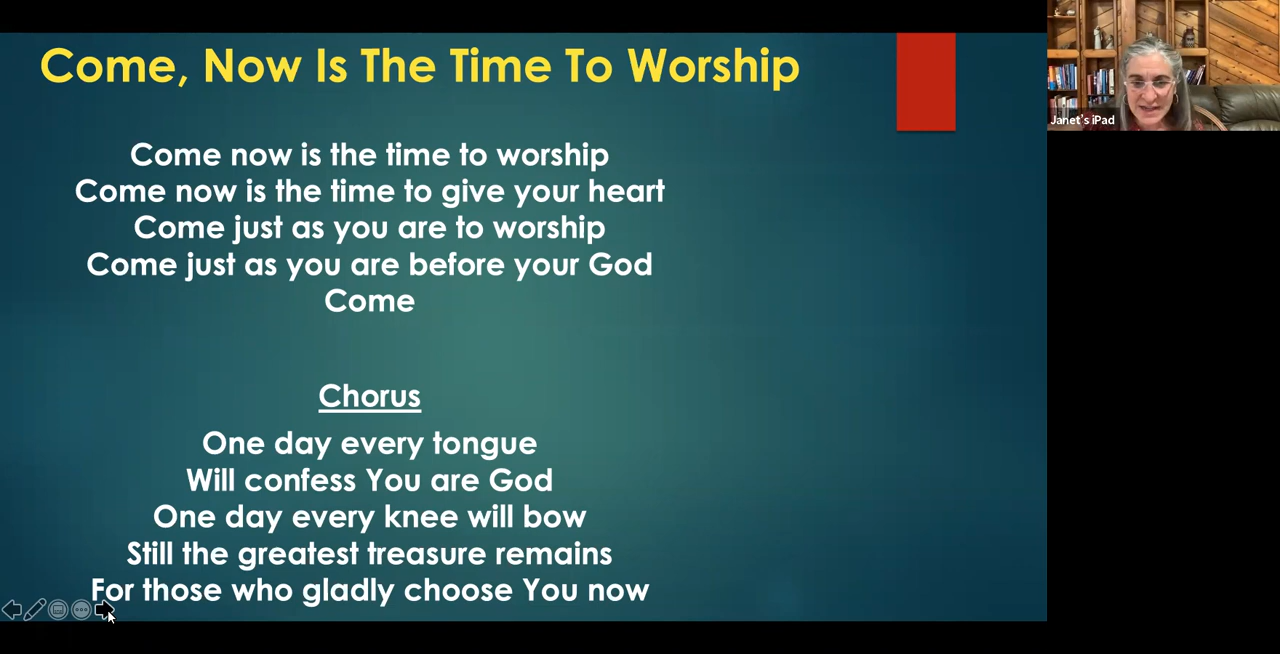 Come, Now Is The Time To Worship
Come now is the time to worship
Come now is the time to give your heart
Come just as you are to worship
Come just as you are before your God
Come
Chorus
One day every tongue
Will confess You are God
One day every knee will bow
Still the greatest treasure remains
For those who gladly choose You now
Janet's iPad